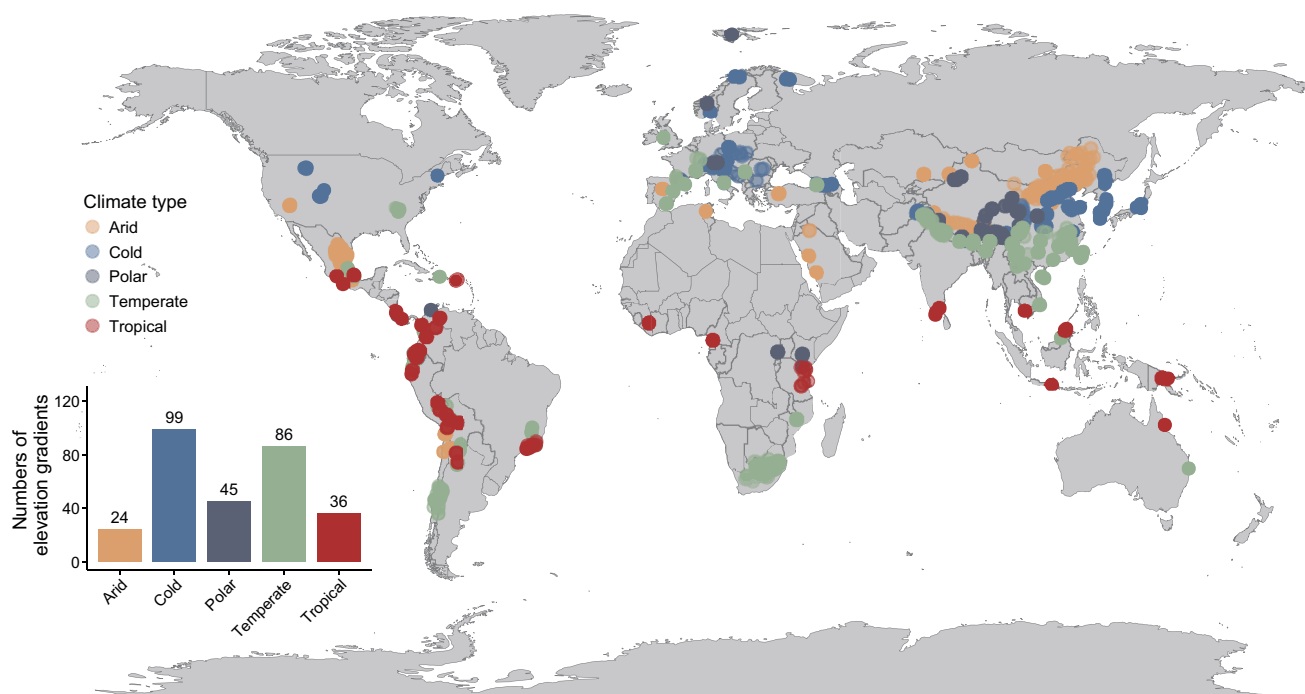 Climate type
Arid
Cold
Polar
Temperate
Tropical
Numbers of
elevation gradients
120
80
40
0
24
99
45
86
36
Arid
Cold
Polar
Temperate
Tropical